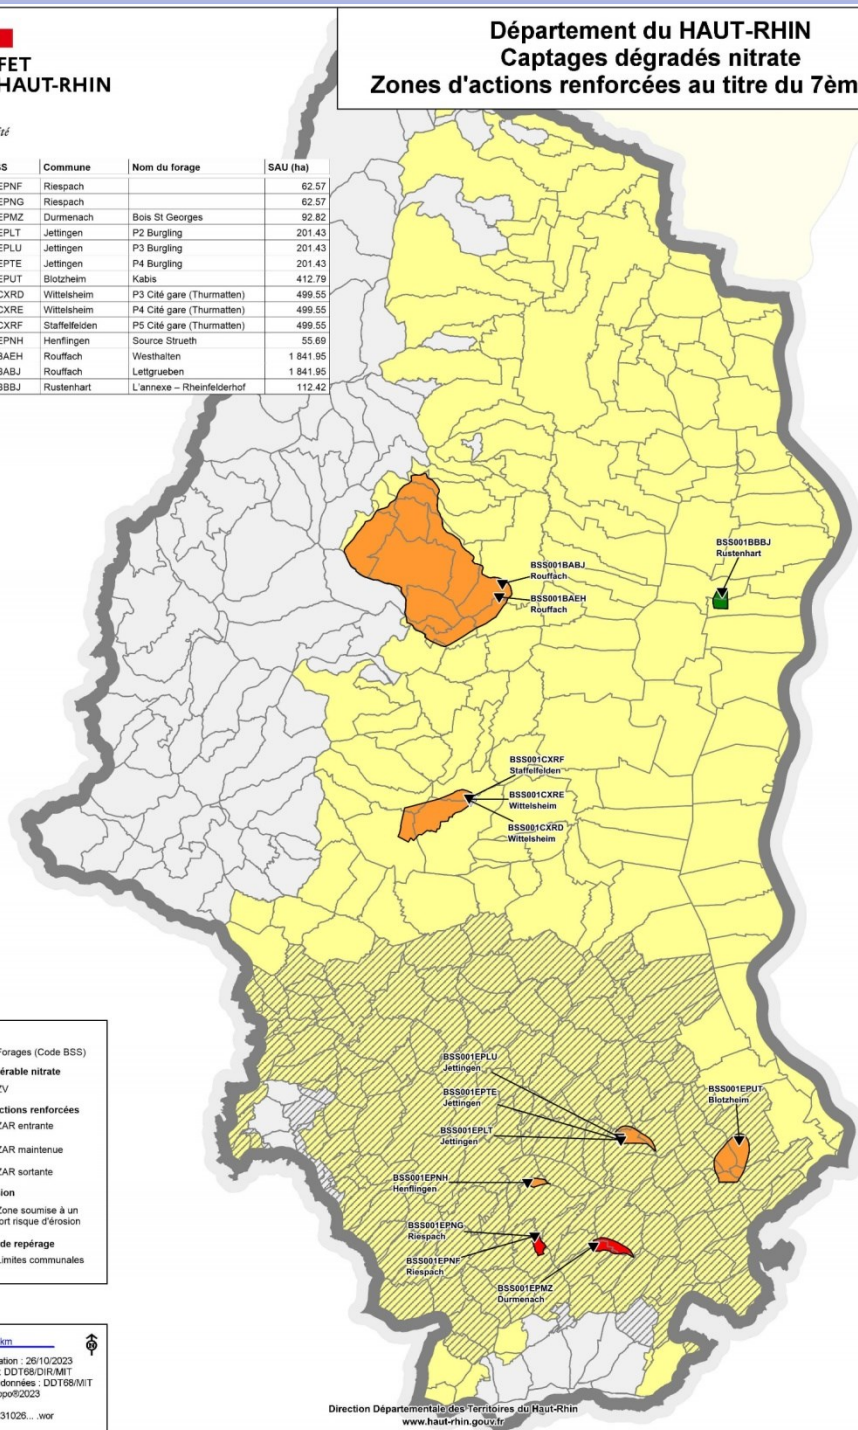 Département du HAUT-RHIN
Captages dégradés nitrate
Zones d'actions renforcées au titre du 7èm
FET
HAUT-RHIN
ité
SS Commune Nom du forage SAU (ha)
EPNF Riespach 62.57
EPNG Riespach 62.57
EPMZ Durmenach Bois St Georges 92.82
EPLT Jettingen P2 Burgling 201.43
EPLU Jettingen P3 Burgling 201.43
EPTE Jettingen P4 Burgling 201.43
EPUT Blotzheim Kabis 412.79
CXRD Wittelsheim P3 Cité gare (Thurmatten) 499.55
CXRE Wittelsheim P4 Cité gare (Thurmatten) 499.55
CXRF Staffelfelden P5 Cité gare (Thurmatten) 499.55
EPNH Henflingen Source Strueth 55.69
BAEH Rouffach Westhalten 1 841.95
BABJ Rouffach Lettgrueben 1 841.95
BBBJ Rustenhart L'annexe – Rheinfelderhof 112.42
BSS001BBBJ
Rustenhart
BSS001BABJ
Rouffach
BSS001BAEH
Rouffach
BSS001CXRF
Staffelfelden
BSS001CXRE
Wittelsheim
BSS001CXRD
Wittelsheim
BSS001EPLU
Jettingen
BSS001EPTE
Jettingen
BSS001EPUT
Blotzheim
BSS001EPLT
Jettingen
BSS001EPNH
Henflingen
BSS001EPNG
Riespach
BSS001EPNF
Riespach
BSS001EPMZ
Durmenach
Forages (Code BSS)
érable nitrate
ZV
ctions renforcées
ZAR entrante
ZAR maintenue
ZAR sortante
sion
Zone soumise à un
ort risque d'érosion
de repérage
Limites communales
km
ation : 26/10/2023
: DDT68/DIR/MIT
données : DDT68/MIT
opo®2023
31026... .wor
Direction Départementale des Territoires du Haut-Rhin
www.haut-rhin.gouv.fr